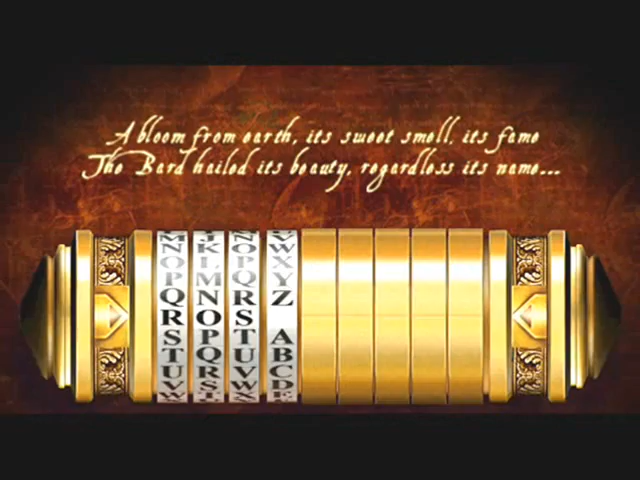 A bloom from earth, its sweet smell, its fame
The Bard hailed its beauty, regardless its name...
M J N V
N K O W
O L P X
P M Q Y
Q N R Z
R O S
S P T A
T Q U B
U R V C
V S W D
W T X E